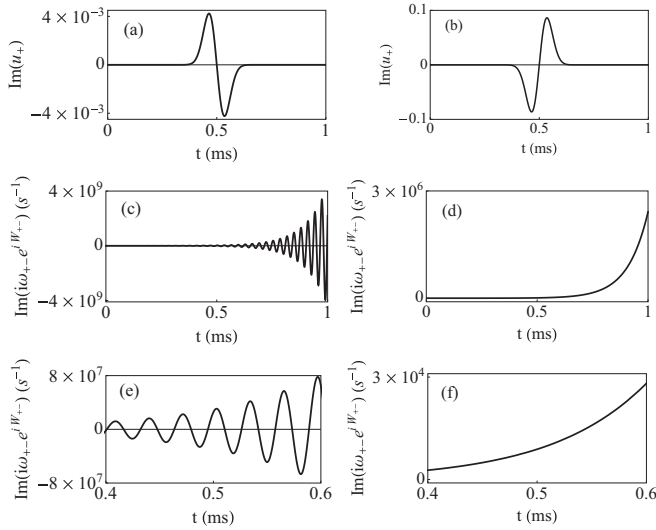 4 × 10⁻³
(a)
Im(u₊)
0
−4 × 10⁻³
0
0.5
1
t (ms)
0.1
(b)
Im(u₊)
0
−0.1
0
0.5
1
t (ms)
4 × 10⁹
(c)
Im(iω₊₋e^{i W₊₋}) (s⁻¹)
0
−4 × 10⁹
0
0.5
1
t (ms)
3 × 10⁶
(d)
Im(iω₊₋e^{i W₊₋}) (s⁻¹)
0
0
0.5
1
t (ms)
8 × 10⁷
(e)
Im(iω₊₋e^{i W₊₋}) (s⁻¹)
0
−8 × 10⁷
0.4
0.5
0.6
t (ms)
3 × 10⁴
(f)
Im(iω₊₋e^{i W₊₋}) (s⁻¹)
0
0.4
0.5
0.6
t (ms)